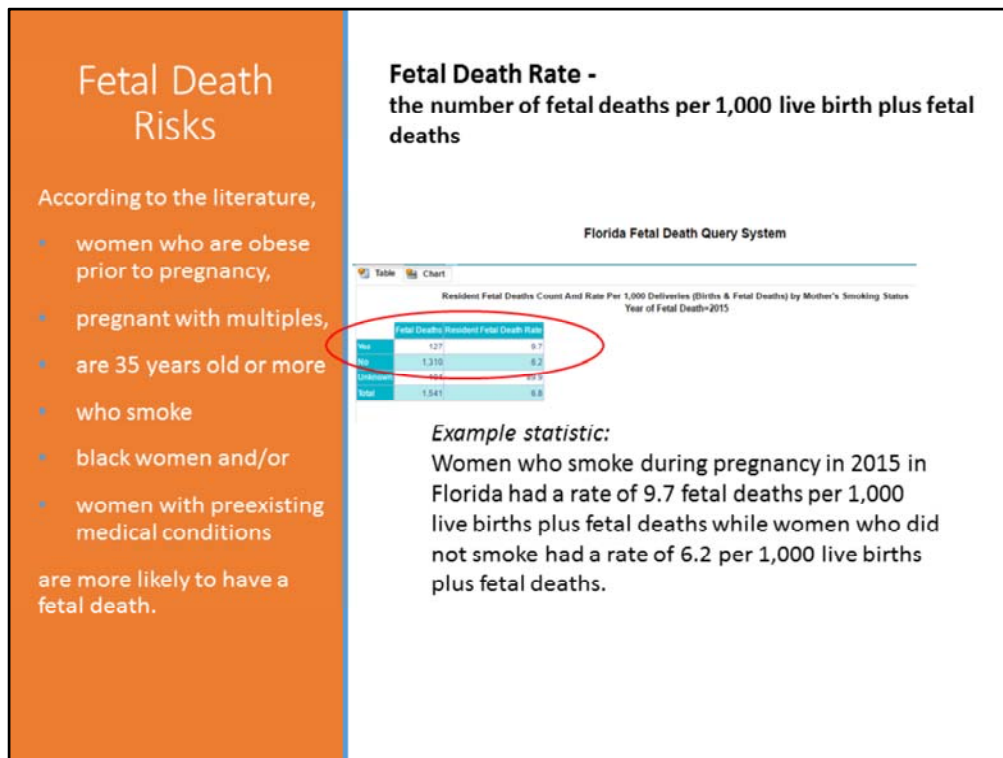 Fetal Death
Risks
According to the literature,
• women who are obese
prior to pregnancy,
• pregnant with multiples,
• are 35 years old or more
• who smoke
• black women and/or
• women with preexisting
medical conditions
are more likely to have a
fetal death.
Fetal Death Rate -
the number of fetal deaths per 1,000 live birth plus fetal
deaths
Florida Fetal Death Query System
Table Chart
Resident Fetal Deaths Count And Rate Per 1,000 Deliveries (Births & Fetal Deaths) by Mother's Smoking Status
Year of Fetal Death=2015
Fetal Deaths Resident Fetal Death Rate
Yes 127 9.7
No 1,310 6.2
Unknown
Total 1,541 6.8
Example statistic:
Women who smoke during pregnancy in 2015 in
Florida had a rate of 9.7 fetal deaths per 1,000
live births plus fetal deaths while women who did
not smoke had a rate of 6.2 per 1,000 live births
plus fetal deaths.